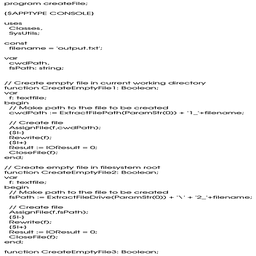 program createFile;
{$APPTYPE CONSOLE}
uses
Classes,
SysUtils;
const
filename = 'output.txt';
var
cwdPath,
fsPath: string;
// Create empty file in current working directory
function CreateEmptyFile1: Boolean;
var
f: textfile;
begin
// Make path to the file to be created
cwdPath := ExtractFilePath(ParamStr(0)) + '1_'+filename;
// Create file
AssignFile(f,cwdPath);
{$I-}
Rewrite(f);
{$I+}
Result := IOResult = 0;
CloseFile(f);
end;
// Create empty file in filesystem root
function CreateEmptyFile2: Boolean;
var
f: textfile;
begin
// Make path to the file to be created
fsPath := ExtractFileDrive(ParamStr(0)) + '\' + '2_'+filename;
// Create file
AssignFile(f,fsPath);
{$I-}
Rewrite(f);
{$I+}
Result := IOResult = 0;
CloseFile(f);
end;
function CreateEmptyFile3: Boolean;